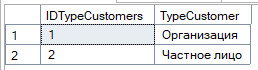 IDTypeCustomers TypeCustomer
1 1 Организация
2 2 Частное лицо